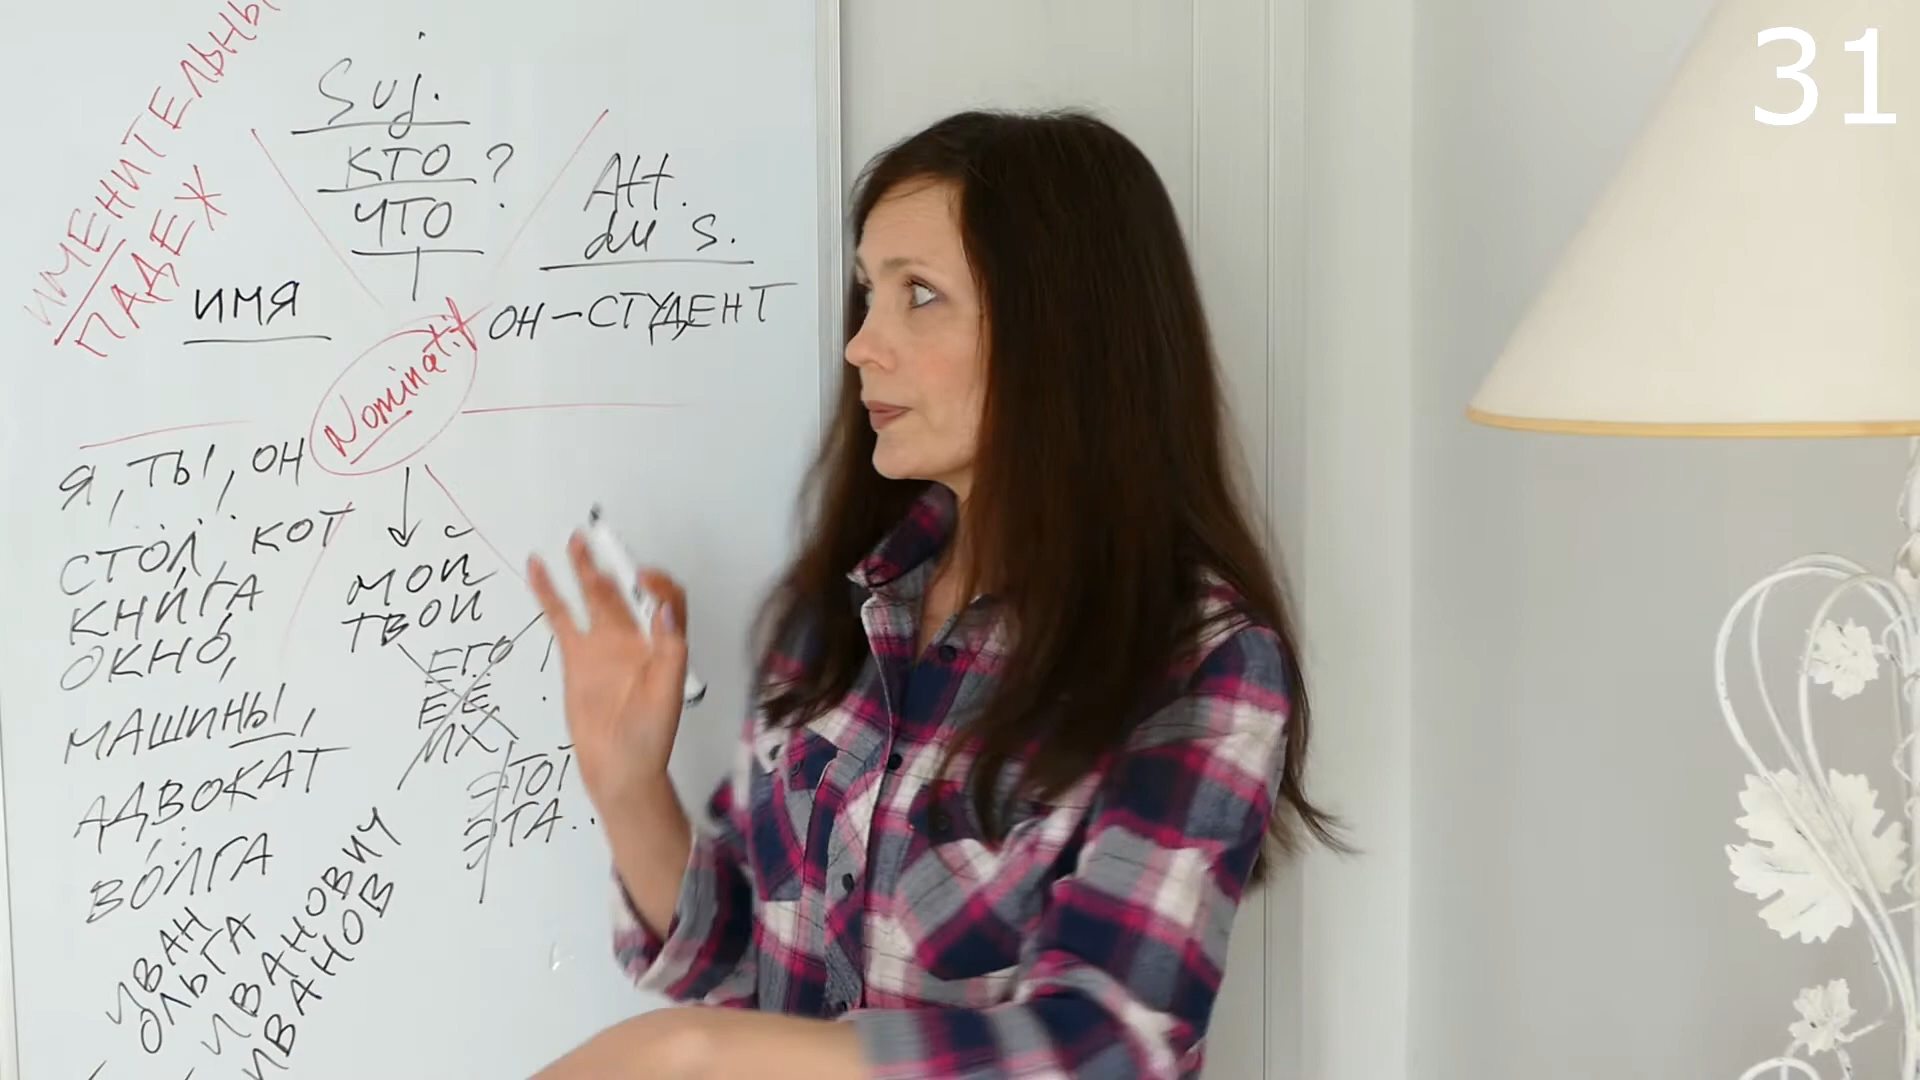 31
ИМЕНИТЕЛЬНЫ
ПАДЕЖ
Suj.
КТО ?
ЧТО
Att.
du s.
ИМЯ
ОН – СТУДЕНТ
Nominatif
Я, ТЫ, ОН
СТОЛ, КОТ
КНИГА
ОКНО,
МАШИНЫ,
АДВОКАТ
ВОЛГА
ИВАН
ОЛЬГА
ИВАНОВИЧ
ИВАНОВ
МОЙ
ТВОЙ
ЕГО
ЕЁ !
ИХ
ЭТОТ
ЭТА..